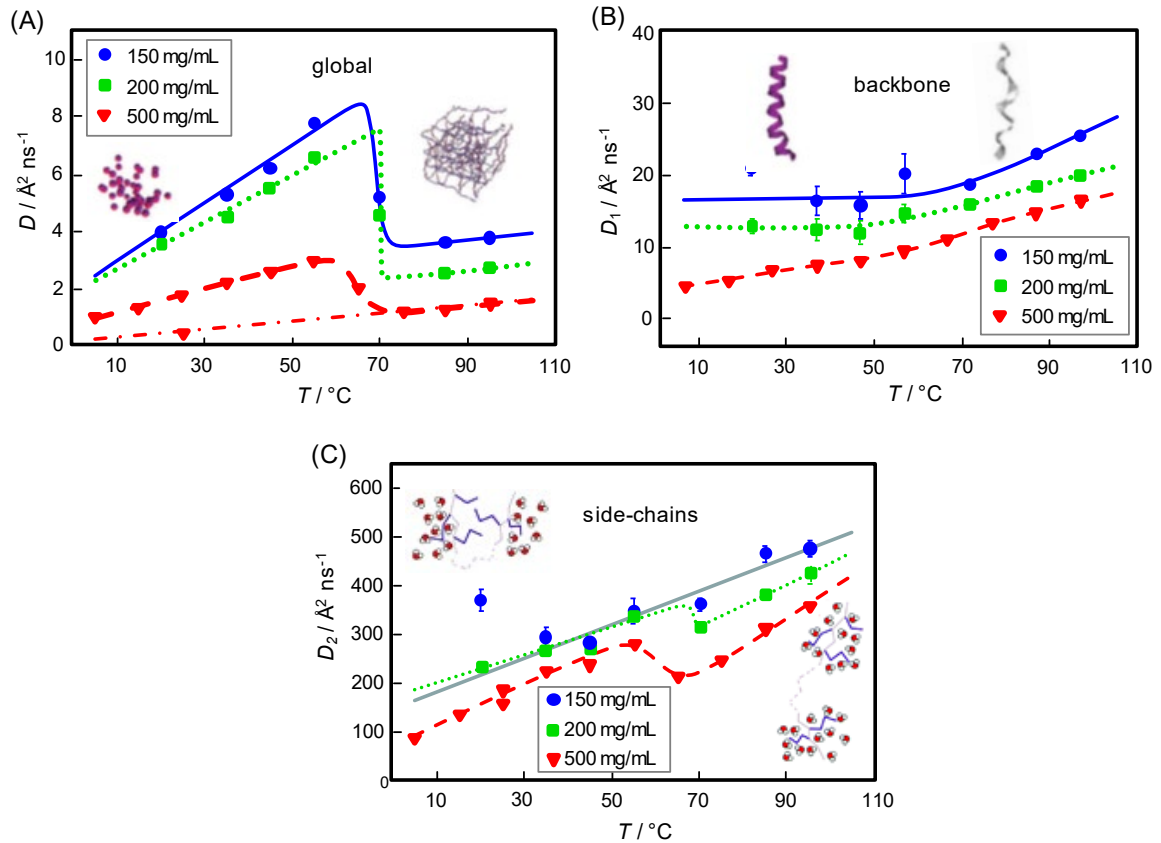 (A)
10
8
6
4
2
0
D / Å² ns⁻¹
150 mg/mL
200 mg/mL
500 mg/mL
global
10 30 50 70 90 110
T / °C
(B)
40
30
20
10
0
D₁ / Å² ns⁻¹
backbone
150 mg/mL
200 mg/mL
500 mg/mL
10 30 50 70 90 110
T / °C
(C)
600
500
400
300
200
100
0
D₂ / Å² ns⁻¹
side-chains
150 mg/mL
200 mg/mL
500 mg/mL
10 30 50 70 90 110
T / °C